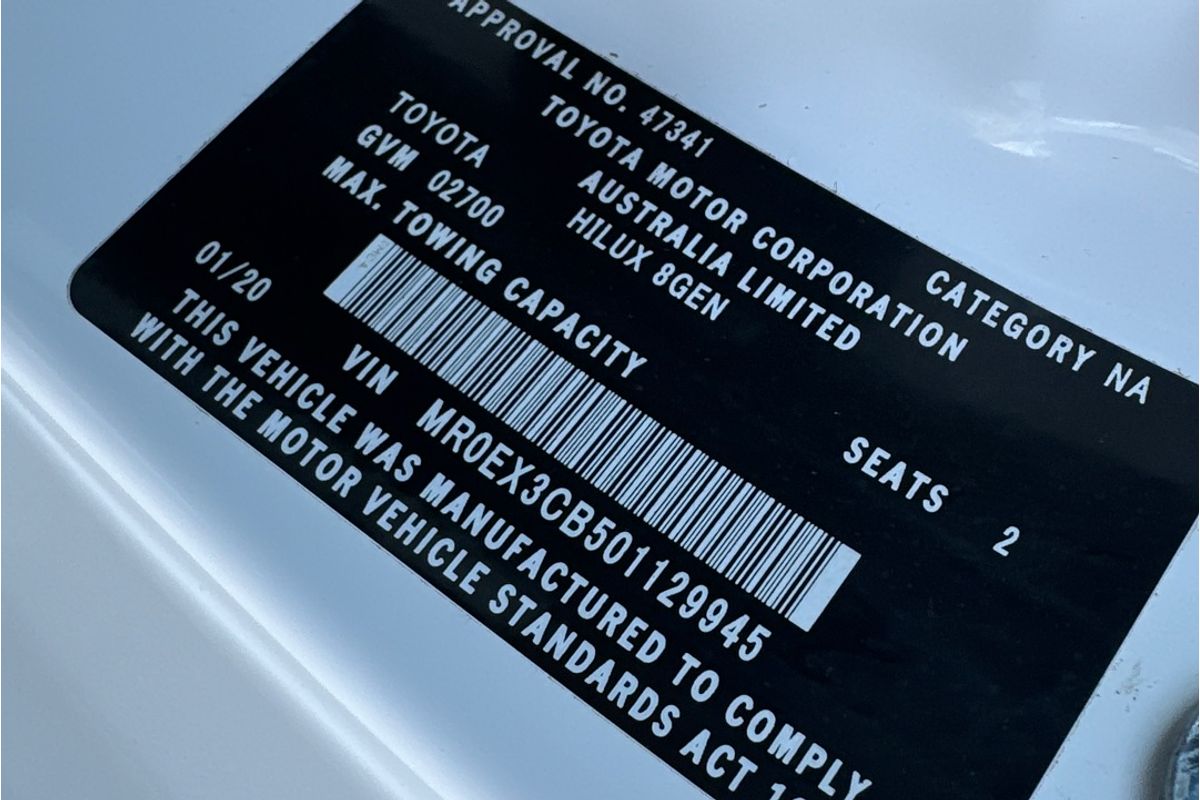 APPROVAL NO. 47341 CATEGORY NA
TOYOTA MOTOR CORPORATION
AUSTRALIA LIMITED
TOYOTA HILUX 8GEN
GVM 02700 SEATS 2
MAX. TOWING CAPACITY
01/20 VIN MR0EX3CB501129945
THIS VEHICLE WAS MANUFACTURED TO COMPLY
WITH THE MOTOR VEHICLE STANDARDS ACT